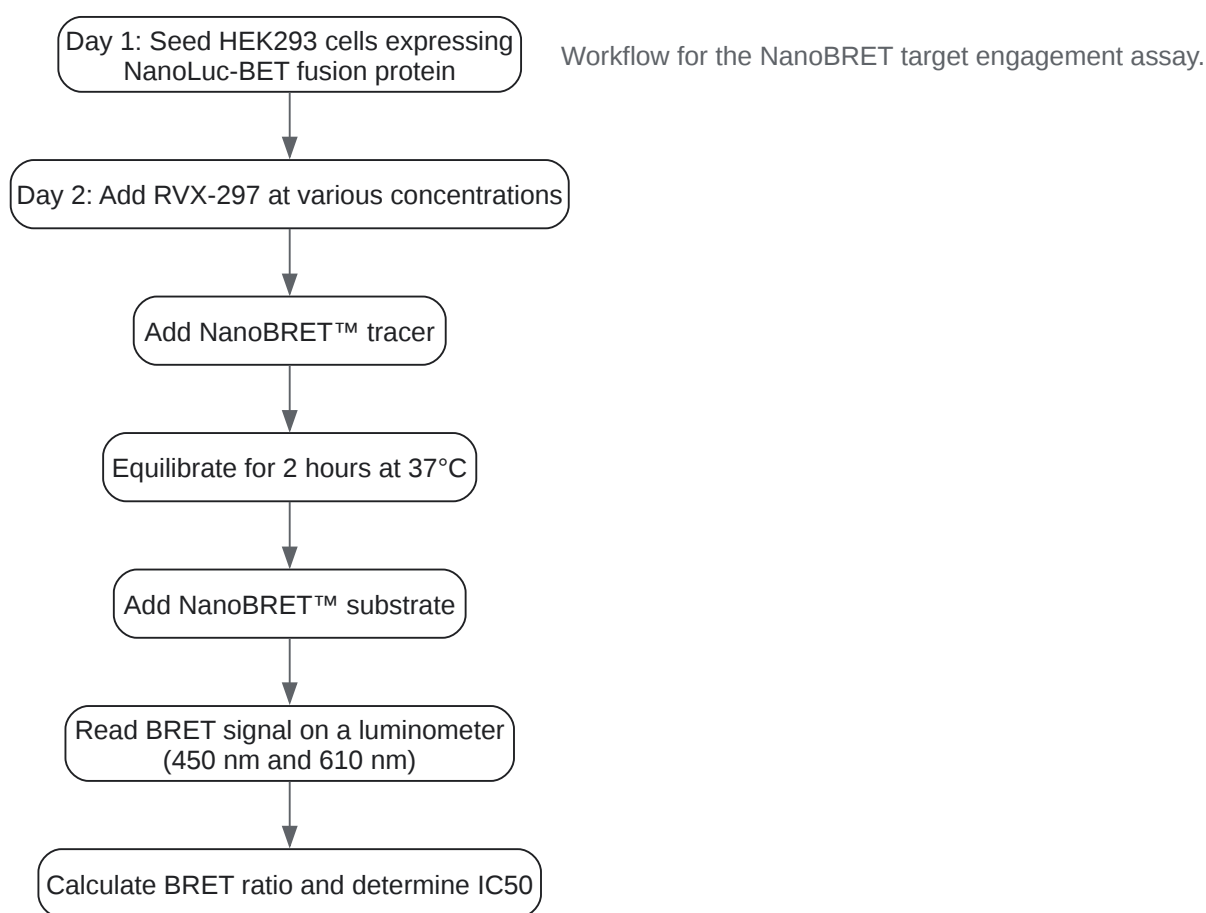 Day 1: Seed HEK293 cells expressing
NanoLuc-BET fusion protein
Workflow for the NanoBRET target engagement assay.
Day 2: Add RVX-297 at various concentrations
Add NanoBRET™ tracer
Equilibrate for 2 hours at 37°C
Add NanoBRET™ substrate
Read BRET signal on a luminometer
(450 nm and 610 nm)
Calculate BRET ratio and determine IC50